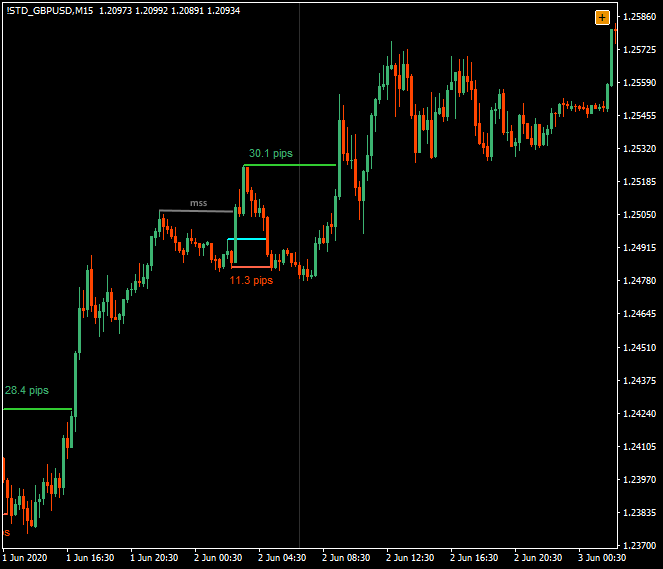 !STD_GBPUSD,M15 1.20973 1.20992 1.20891 1.20934
+
1.25860
1.25725
1.25590
1.25455
1.25320
30.1 pips
1.25185
mss
1.25050
1.24915
1.24780
11.3 pips
1.24645
1.24510
1.24375
28.4 pips
1.24240
1.24105
1.23970
1.23835
s
1.23700
1 Jun 2020 1 Jun 16:30 1 Jun 20:30 2 Jun 00:30 2 Jun 04:30 2 Jun 08:30 2 Jun 12:30 2 Jun 16:30 2 Jun 20:30 3 Jun 00:30